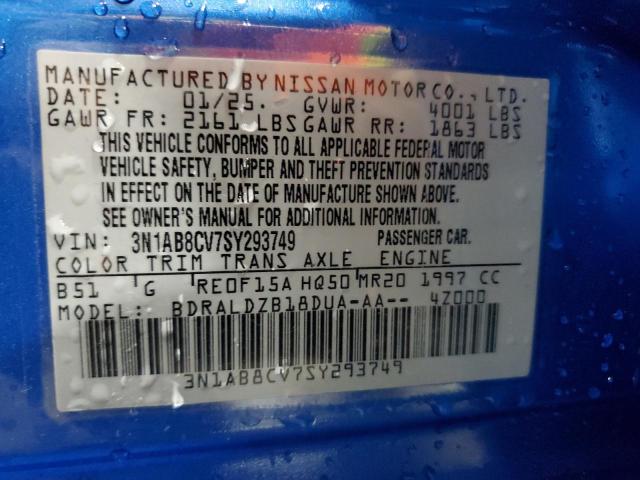 MANUFACTURED BY NISSAN MOTOR CO., LTD.
DATE: 01/25. GVWR: 4001 LBS
GAWR FR: 2161 LBS GAWR RR: 1863 LBS
THIS VEHICLE CONFORMS TO ALL APPLICABLE FEDERAL MOTOR
VEHICLE SAFETY, BUMPER AND THEFT PREVENTION STANDARDS
IN EFFECT ON THE DATE OF MANUFACTURE SHOWN ABOVE.
SEE OWNER'S MANUAL FOR ADDITIONAL INFORMATION.
VIN: 3N1AB8CV7SY293749 PASSENGER CAR.
COLOR TRIM TRANS AXLE ENGINE
B51 G RE0F15A HQ50 MR20 1997 CC
MODEL: BDRALDZB18DUA-AA-- 4Z000
3N1AB8CV7SY293749